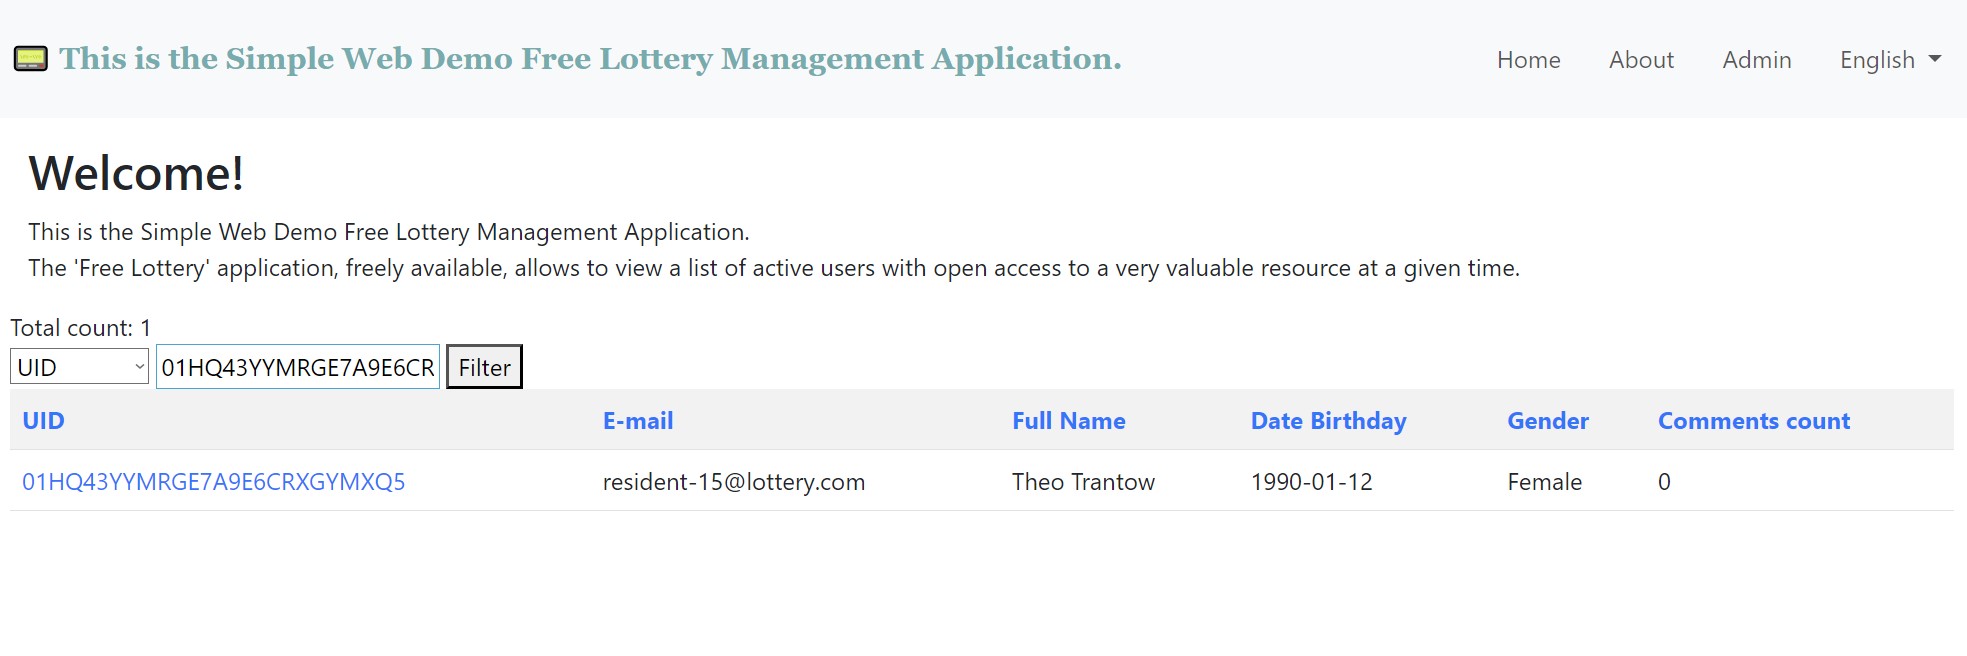 This is the Simple Web Demo Free Lottery Management Application. Home About Admin English
Welcome!
This is the Simple Web Demo Free Lottery Management Application.
The 'Free Lottery' application, freely available, allows to view a list of active users with open access to a very valuable resource at a given time.
Total count: 1
UID 01HQ43YYMRGE7A9E6CR Filter
UID E-mail Full Name Date Birthday Gender Comments count
01HQ43YYMRGE7A9E6CRXGYMXQ5 resident-15@lottery.com Theo Trantow 1990-01-12 Female 0